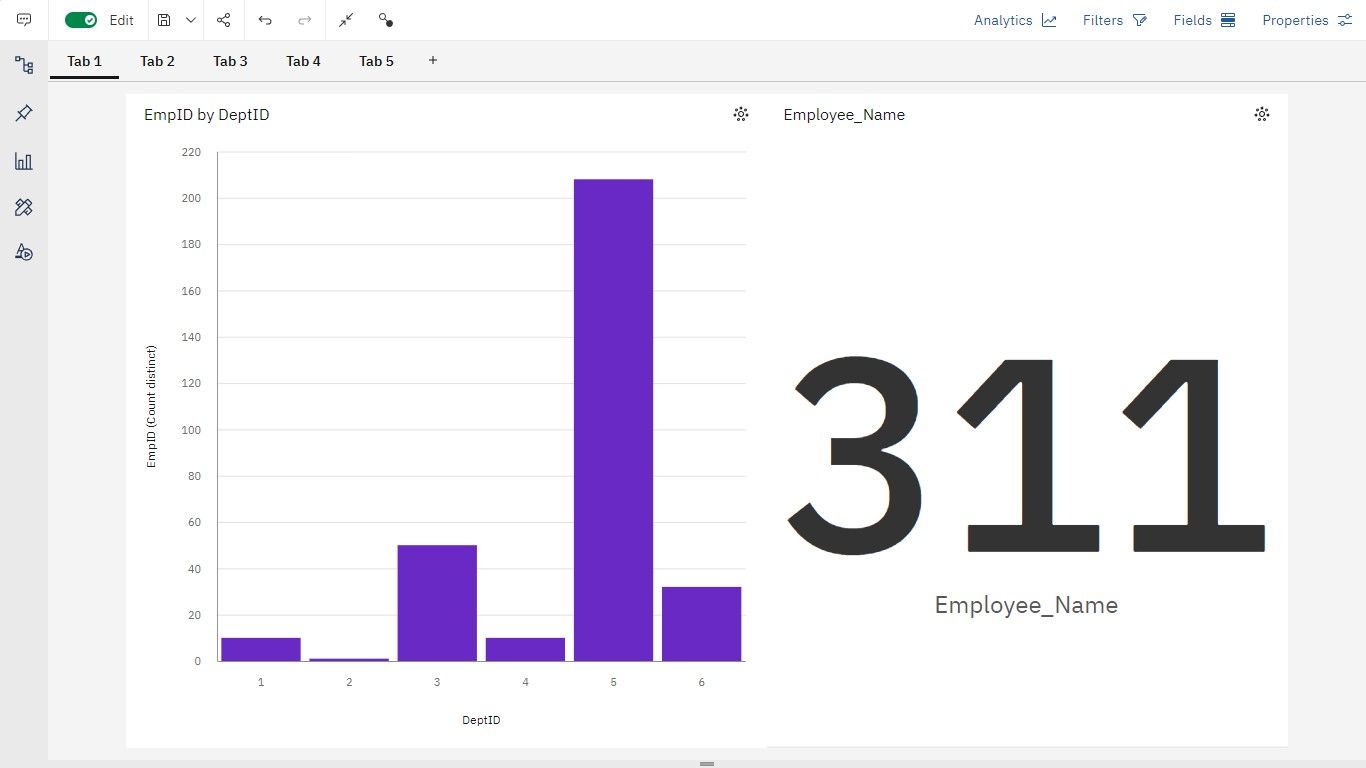 Edit
Analytics
Filters
Fields
Properties
Tab 1
Tab 2
Tab 3
Tab 4
Tab 5
+
EmpID by DeptID
220
200
180
160
140
120
100
80
60
40
20
0
EmpID (Count distinct)
1
2
3
4
5
6
DeptID
Employee_Name
311
Employee_Name